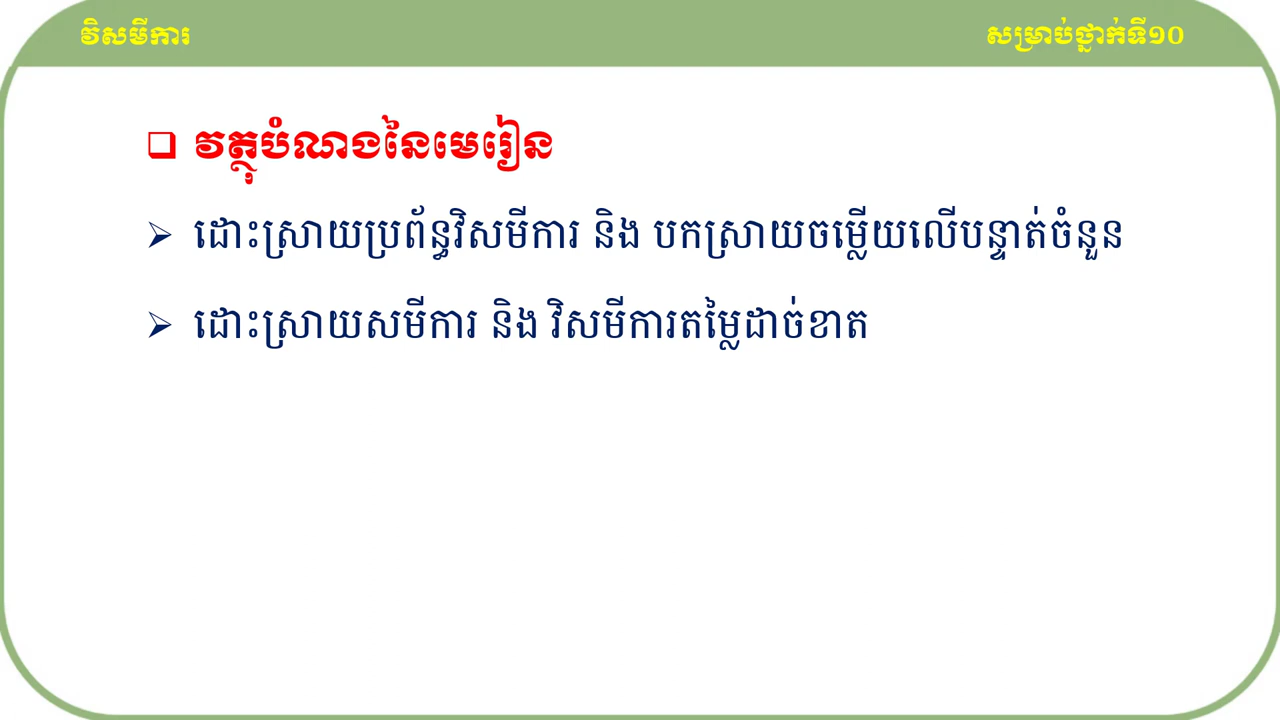 វិសមីការ
សម្រាប់ថ្នាក់ទី១០
វត្ថុបំណងនៃមេរៀន
ដោះស្រាយប្រព័ន្ធវិសមីការ និង បកស្រាយចម្លើយលើបន្ទាត់ចំនួន
ដោះស្រាយសមីការ និង វិសមីការតម្លៃដាច់ខាត